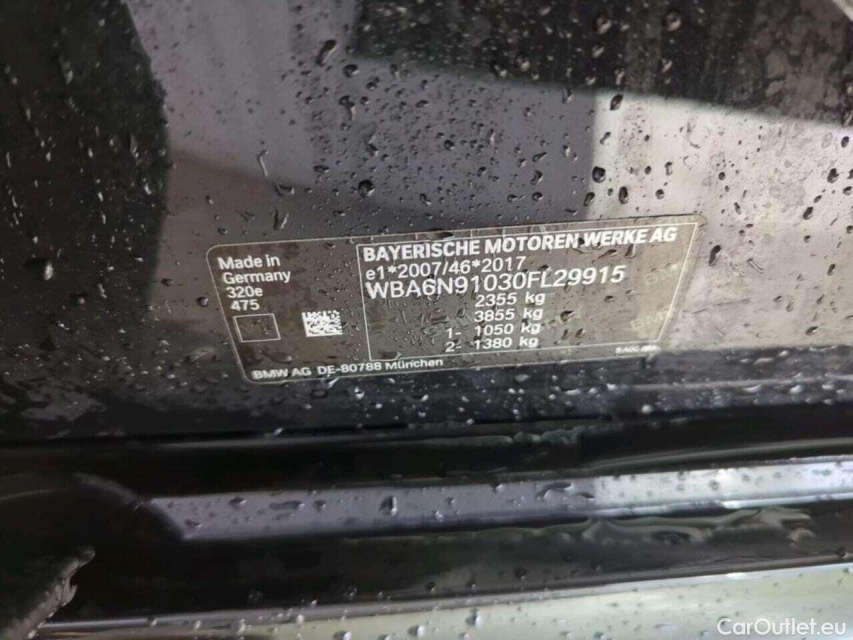 Made in
Germany
320e
475
BAYERISCHE MOTOREN WERKE AG
e1*2007/46*2017
WBA6N91030FL29915
2355 kg
3855 kg
1- 1050 kg
2- 1380 kg
BMW AG DE-80788 München
CarOutlet.eu